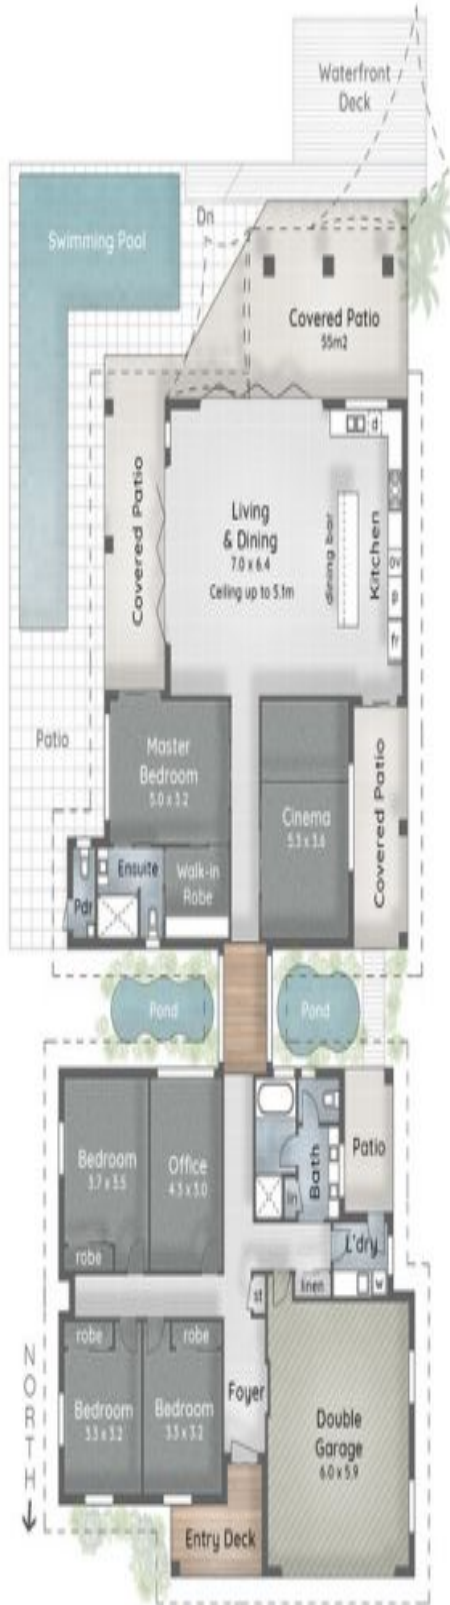 Waterfront
Deck
Dn
Swimming Pool
Covered Patio
55m2
Covered Patio
Living
& Dining
7.0 x 6.4
Ceiling up to 5.1m
dining bar
Kitchen
d
ov
p
fr
Patio
Master
Bedroom
5.0 x 3.2
Cinema
5.3 x 3.6
Covered Patio
Pdr
Ensuite
Walk-in
Robe
Pond
Pond
Bedroom
3.7 x 3.5
Office
4.3 x 3.0
Bath
lin
Patio
L'dry
w
linen
st
robe
robe
robe
Bedroom
3.3 x 3.2
Bedroom
3.3 x 3.2
Foyer
Double
Garage
6.0 x 5.9
Entry Deck
NORTH